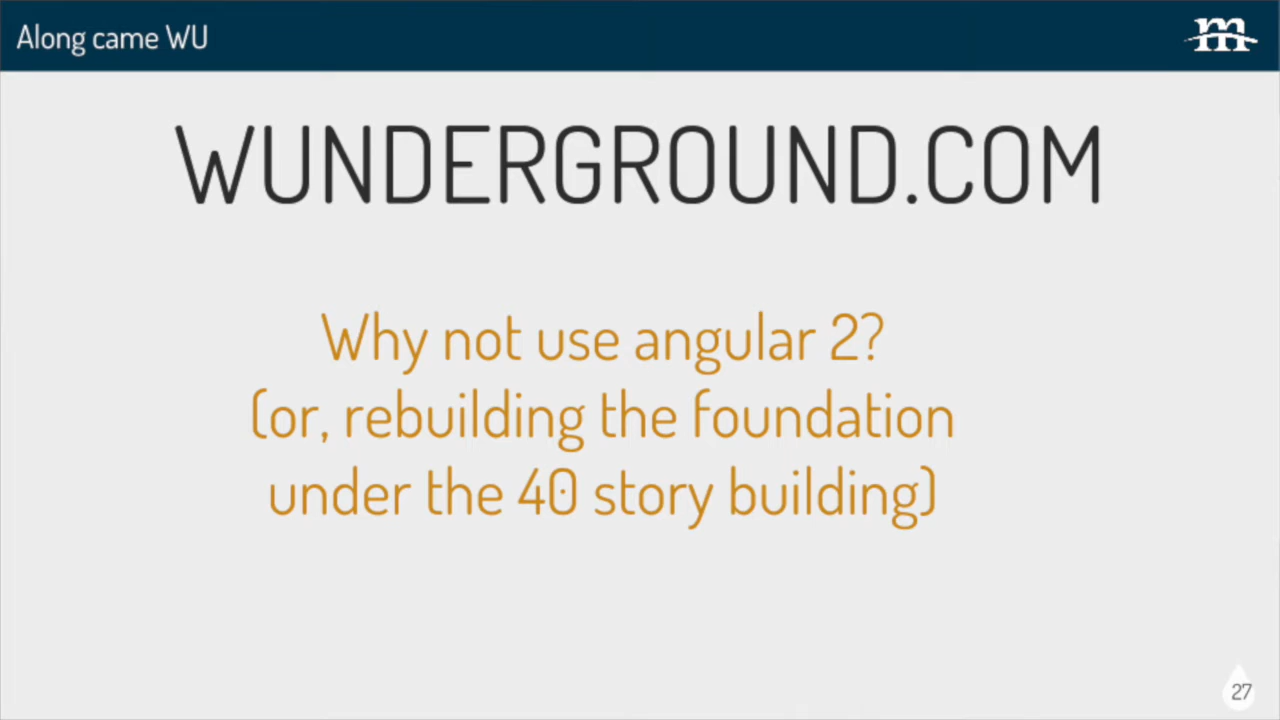 Along came WU
m
WUNDERGROUND.COM
Why not use angular 2?
(or, rebuilding the foundation
under the 40 story building)
27